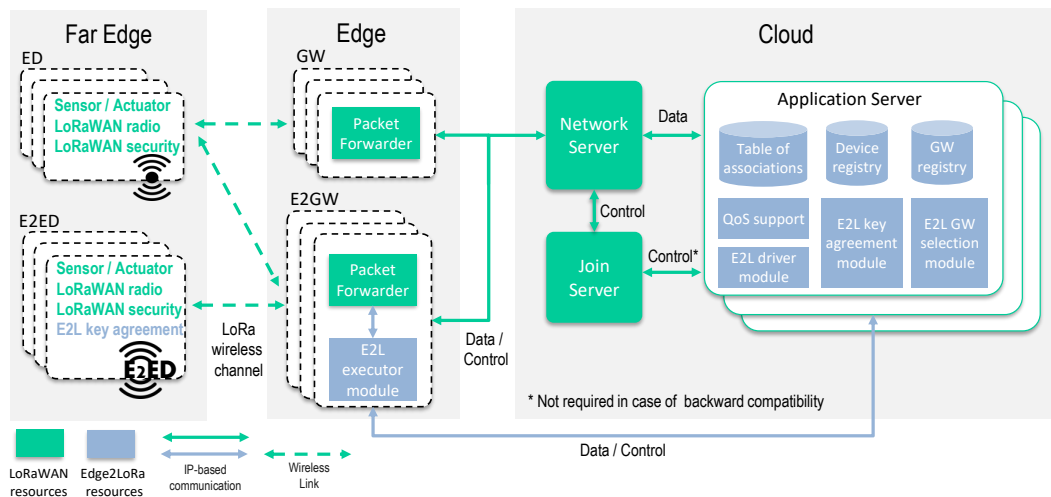 Far Edge
ED
Sensor / Actuator
LoRaWAN radio
LoRaWAN security
E2ED
Sensor / Actuator
LoRaWAN radio
LoRaWAN security
E2L key agreement
E2ED
Edge
GW
Packet
Forwarder
E2GW
Packet
Forwarder
E2L
executor
module
LoRa
wireless
channel
Data /
Control
Cloud
Network
Server
Data
Control
Join
Server
Control*
Application Server
Table of
associations
Device
registry
GW
registry
QoS support
E2L driver
module
E2L key
agreement
module
E2L GW
selection
module
* Not required in case of backward compatibility
Data / Control
LoRaWAN
resources
Edge2LoRa
resources
IP-based
communication
Wireless
Link